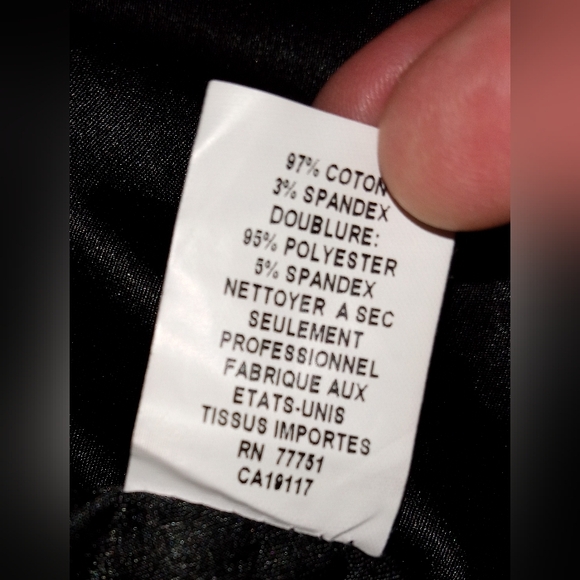 97% COTON
3% SPANDEX
DOUBLURE:
95% POLYESTER
5% SPANDEX
NETTOYER A SEC
SEULEMENT
PROFESSIONNEL
FABRIQUE AUX
ETATS-UNIS
TISSUS IMPORTES
RN 77751
CA19117